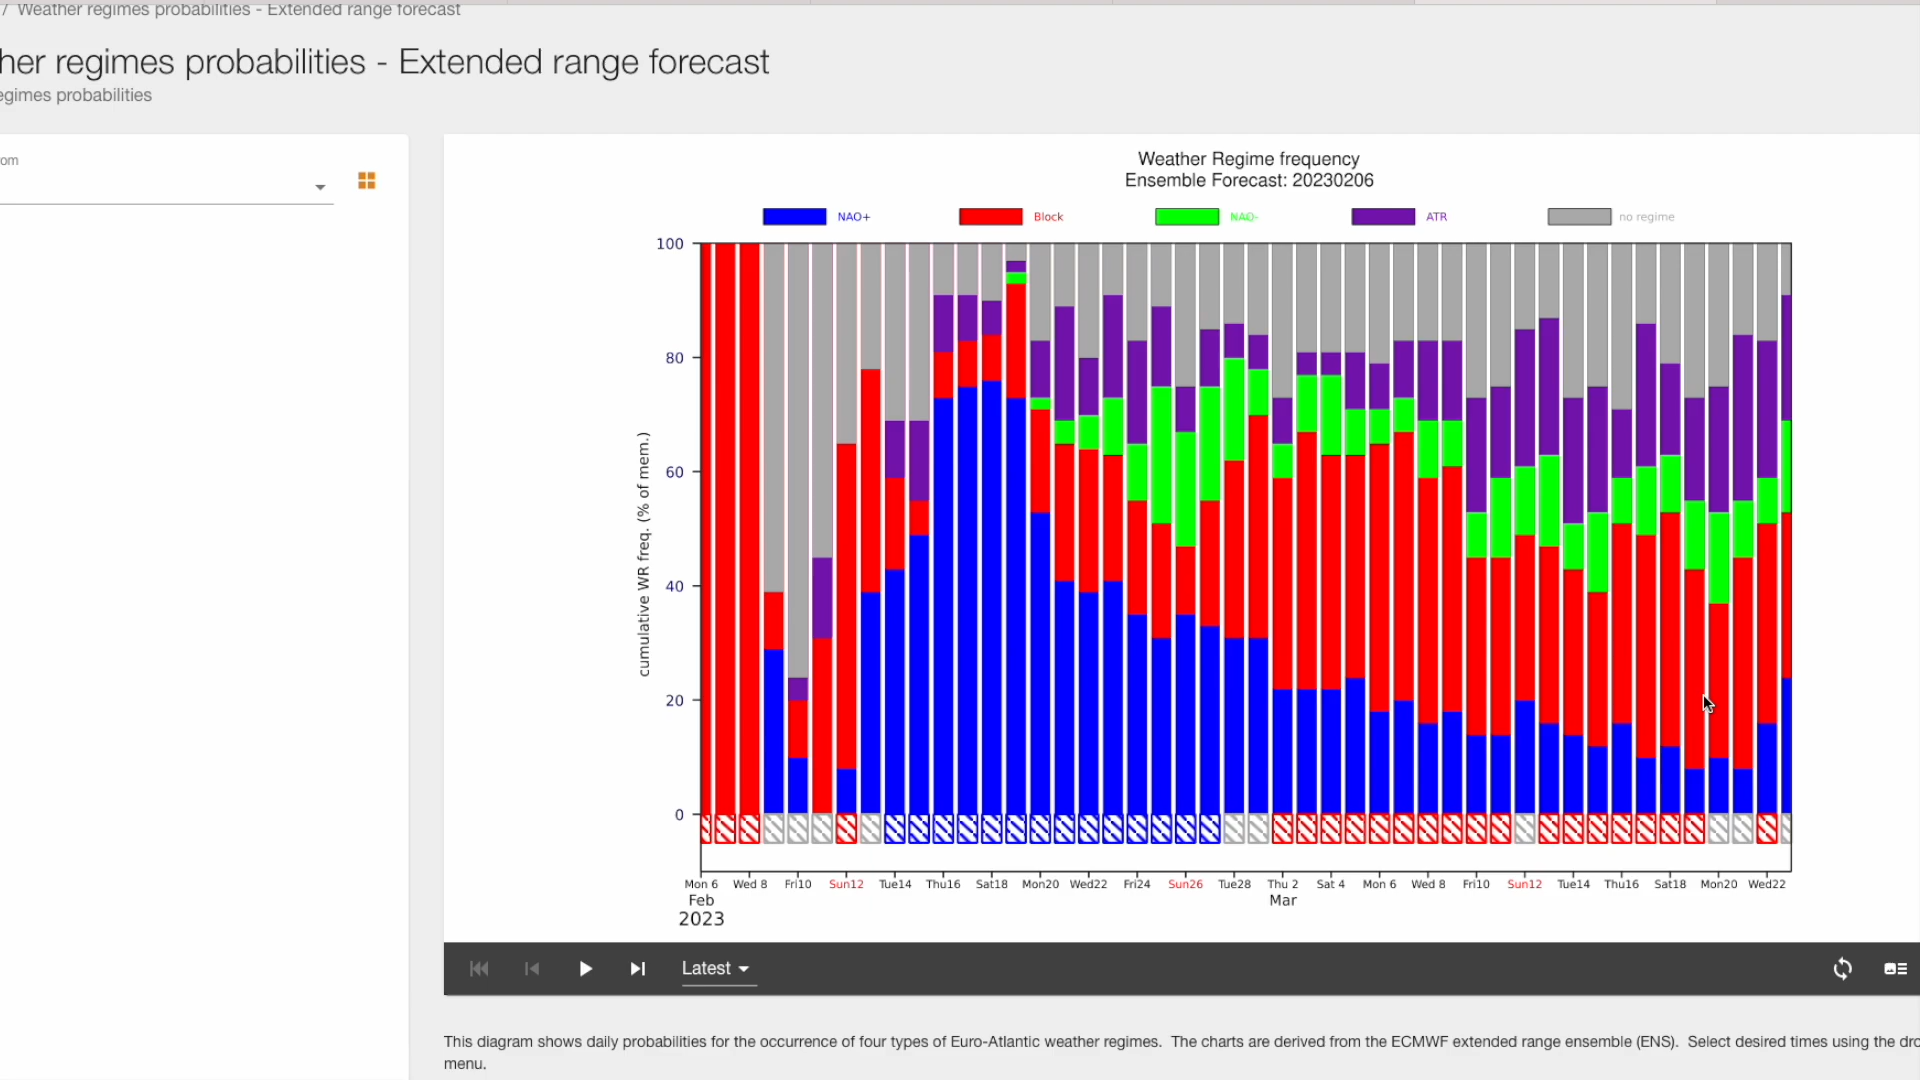 / Weather regimes probabilities - Extended range forecast
her regimes probabilities - Extended range forecast
egimes probabilities
om
Weather Regime frequency
Ensemble Forecast: 20230206
NAO+ Block NAO- ATR no regime
100
80
60
40
20
0
cumulative WR freq. (% of mem.)
Mon 6 Wed 8 Fri10 Sun12 Tue14 Thu16 Sat18 Mon20 Wed22 Fri24 Sun26 Tue28 Thu 2 Sat 4 Mon 6 Wed 8 Fri10 Sun12 Tue14 Thu16 Sat18 Mon20 Wed22
Feb Mar
2023
Latest
This diagram shows daily probabilities for the occurrence of four types of Euro-Atlantic weather regimes. The charts are derived from the ECMWF extended range ensemble (ENS). Select desired times using the dro
menu.